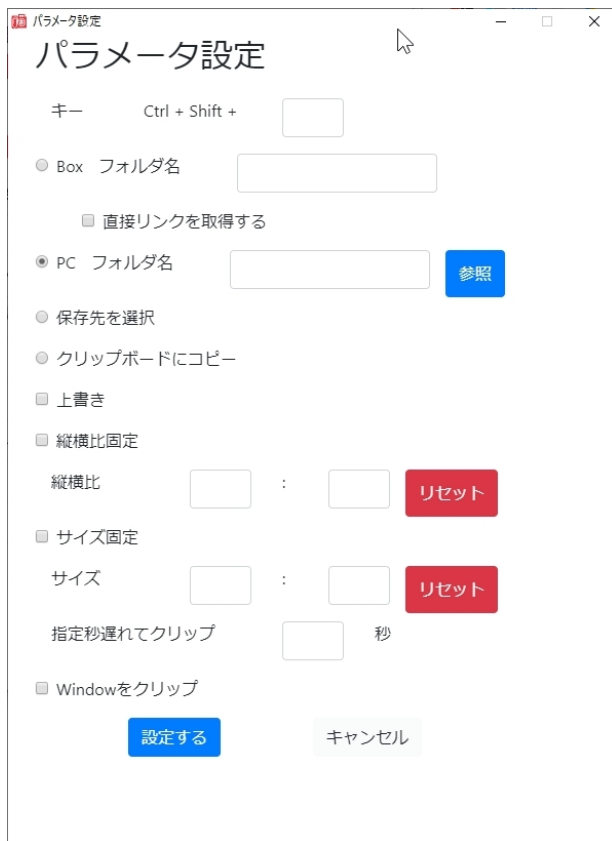 パラメータ設定
パラメータ設定
キー Ctrl + Shift +
Box フォルダ名
直接リンクを取得する
PC フォルダ名 参照
保存先を選択
クリップボードにコピー
上書き
縦横比固定
縦横比 : リセット
サイズ固定
サイズ : リセット
指定秒遅れてクリップ 秒
Windowをクリップ
設定する キャンセル